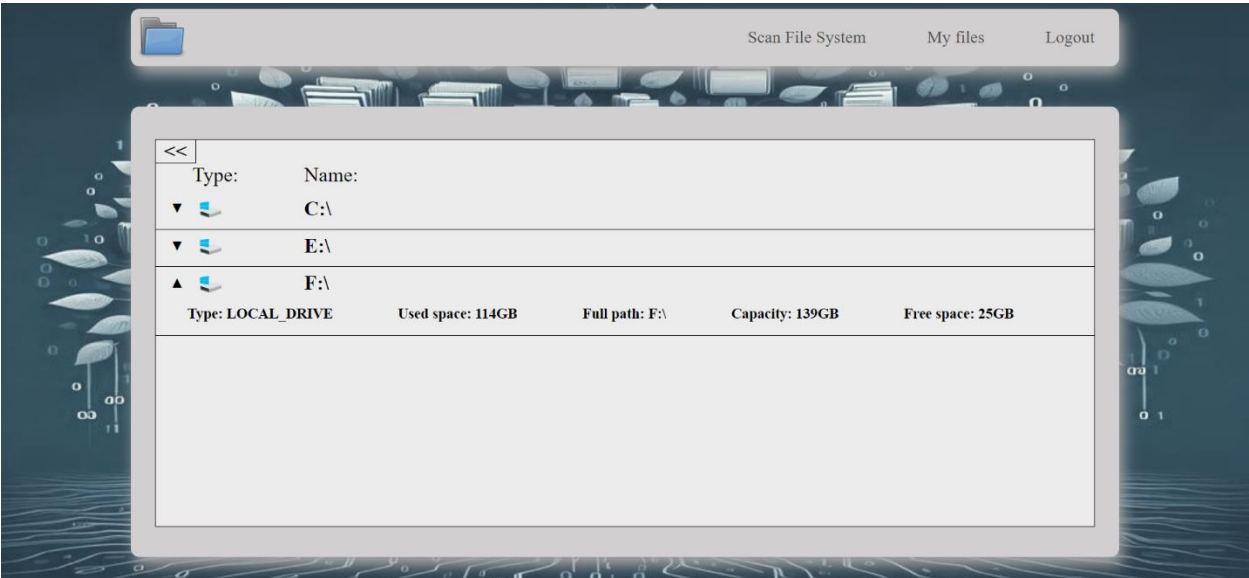 Scan File System My files Logout
<<
Type: Name:
▼ C:\
▼ E:\
▲ F:\
Type: LOCAL_DRIVE Used space: 114GB Full path: F:\ Capacity: 139GB Free space: 25GB